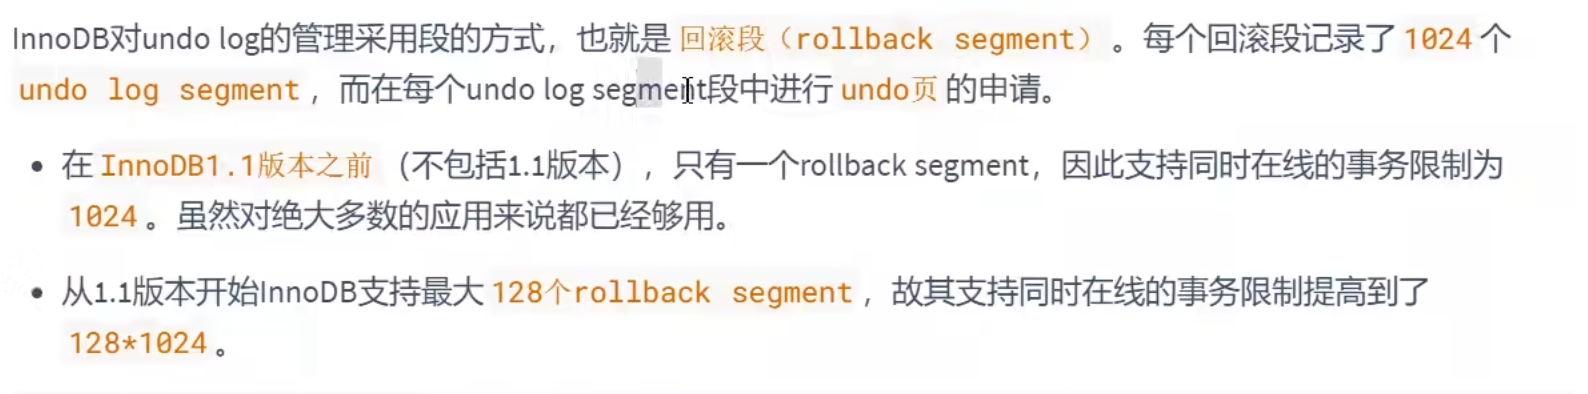 InnoDB对undo log的管理采用段的方式，也就是 回滚段（rollback segment） 。每个回滚段记录了 1024 个
undo log segment ，而在每个undo log segment段中进行 undo页 的申请。
• 在 InnoDB1.1版本之前 （不包括1.1版本），只有一个rollback segment，因此支持同时在线的事务限制为
1024 。虽然对绝大多数的应用来说都已经够用。
• 从1.1版本开始InnoDB支持最大 128个rollback segment ，故其支持同时在线的事务限制提高到了
128*1024 。